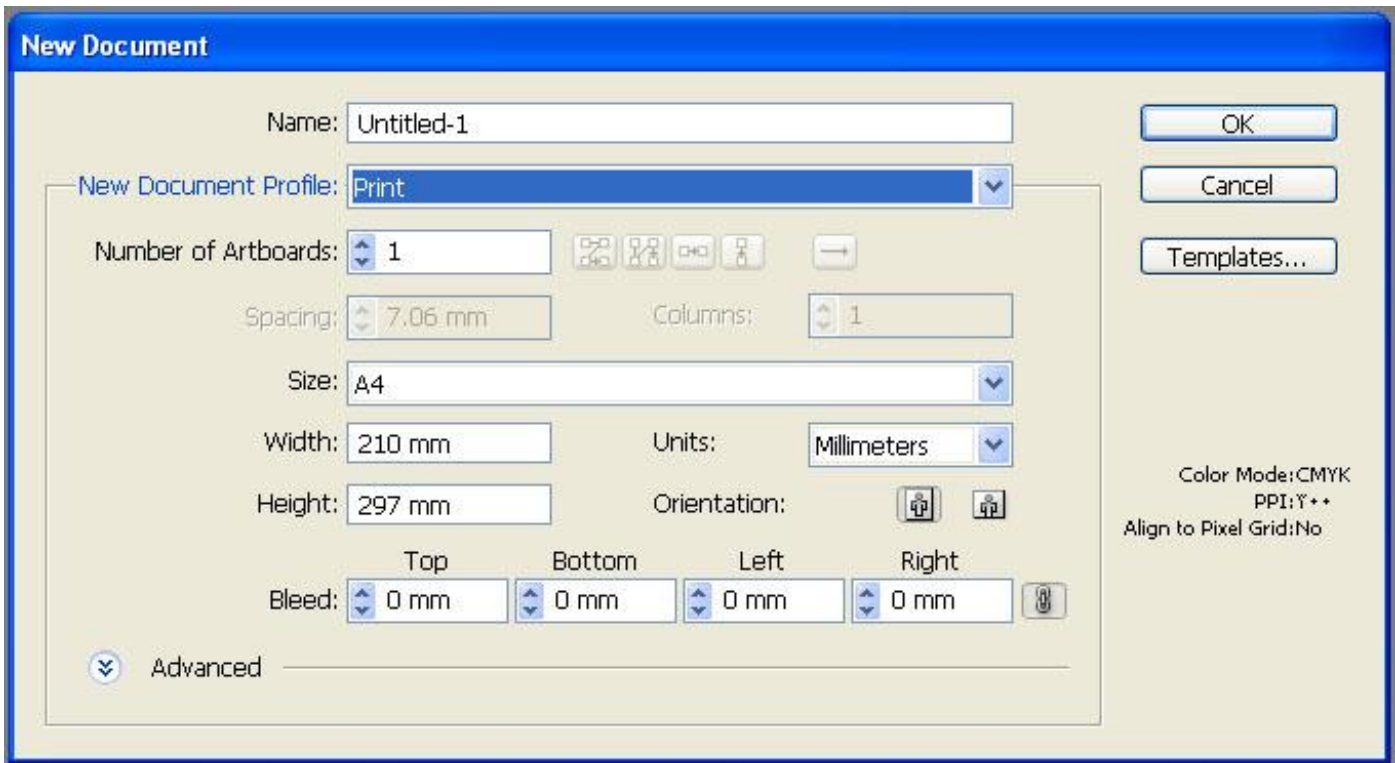 New Document
Name: Untitled-1
OK
New Document Profile: Print
Cancel
Number of Artboards: 1
Templates...
Spacing: 7.06 mm Columns: 1
Size: A4
Width: 210 mm Units: Millimeters
Height: 297 mm Orientation:
Color Mode:CMYK
PPI:۳۰۰
Align to Pixel Grid:No
Top Bottom Left Right
Bleed: 0 mm 0 mm 0 mm 0 mm
Advanced